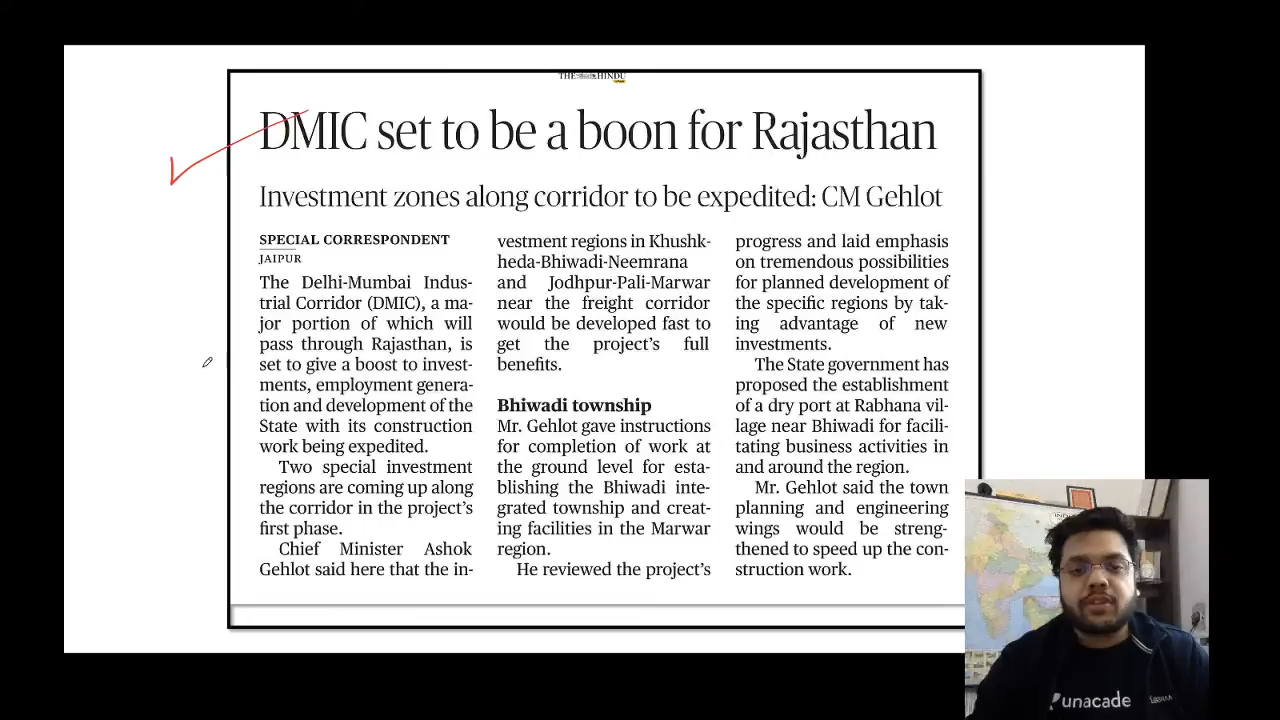 THE HINDU
DMIC set to be a boon for Rajasthan
Investment zones along corridor to be expedited: CM Gehlot
SPECIAL CORRESPONDENT
JAIPUR
The Delhi-Mumbai Indus-
trial Corridor (DMIC), a ma-
jor portion of which will
pass through Rajasthan, is
set to give a boost to invest-
ments, employment genera-
tion and development of the
State with its construction
work being expedited.
Two special investment
regions are coming up along
the corridor in the project's
first phase.
Chief Minister Ashok
Gehlot said here that the in-
vestment regions in Khushk-
heda-Bhiwadi-Neemrana
and Jodhpur-Pali-Marwar
near the freight corridor
would be developed fast to
get the project's full
benefits.
Bhiwadi township
Mr. Gehlot gave instructions
for completion of work at
the ground level for esta-
blishing the Bhiwadi inte-
grated township and creat-
ing facilities in the Marwar
region.
He reviewed the project's
progress and laid emphasis
on tremendous possibilities
for planned development of
the specific regions by tak-
ing advantage of new
investments.
The State government has
proposed the establishment
of a dry port at Rabhana vil-
lage near Bhiwadi for facili-
tating business activities in
and around the region.
Mr. Gehlot said the town
planning and engineering
wings would be streng-
thened to speed up the con-
struction work.
unacade